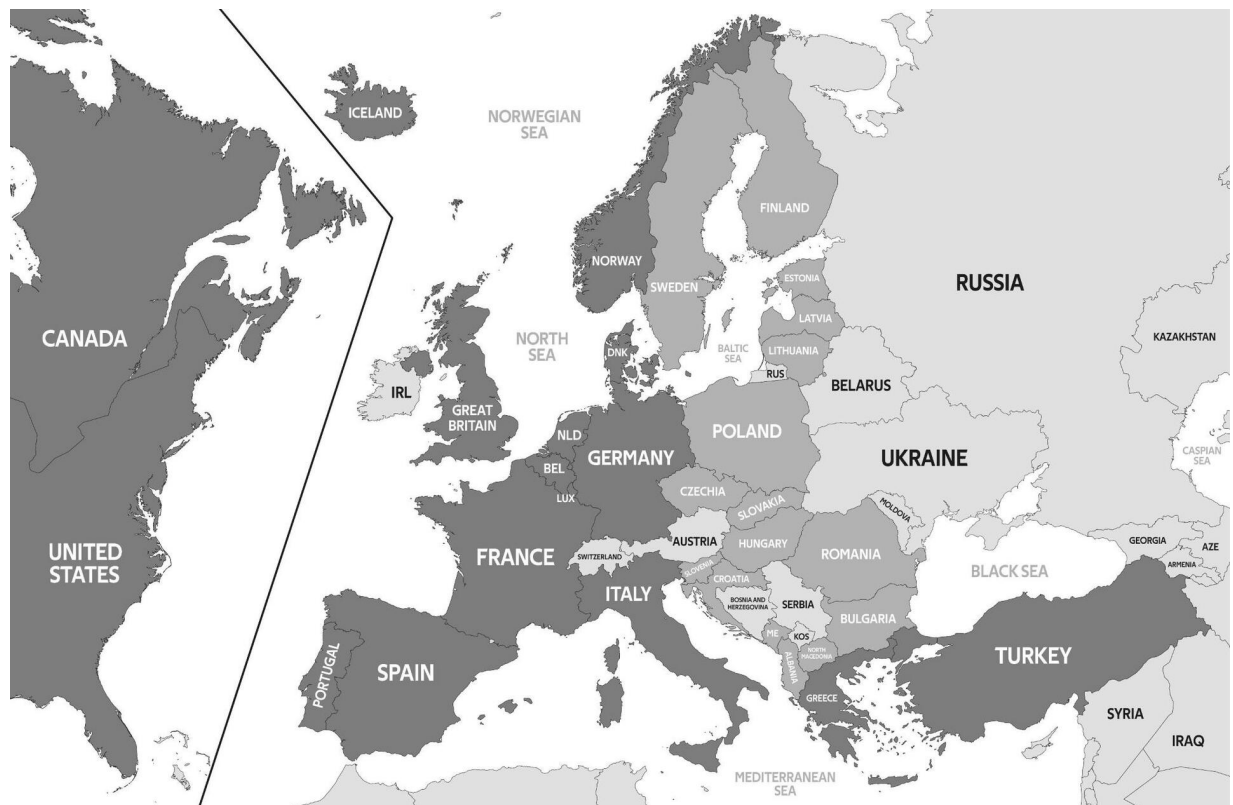 ICELAND
NORWEGIAN
SEA
FINLAND
NORWAY
SWEDEN
ESTONIA
RUSSIA
CANADA
NORTH
SEA
LATVIA
KAZAKHSTAN
DNK
BALTIC
SEA
LITHUANIA
RUS
BELARUS
IRL
GREAT
BRITAIN
NLD
POLAND
GERMANY
UKRAINE
CASPIAN
SEA
BEL
LUX
CZECHIA
SLOVAKIA
MOLDOVA
UNITED
STATES
FRANCE
SWITZERLAND
AUSTRIA
HUNGARY
ROMANIA
GEORGIA
AZE
ARMENIA
BLACK SEA
SLOVENIA
CROATIA
ITALY
BOSNIA AND
HERZEGOVINA
SERBIA
BULGARIA
ME
KOS
NORTH
MACEDONIA
ALBANIA
TURKEY
PORTUGAL
SPAIN
GREECE
SYRIA
IRAQ
MEDITERRANEAN
SEA